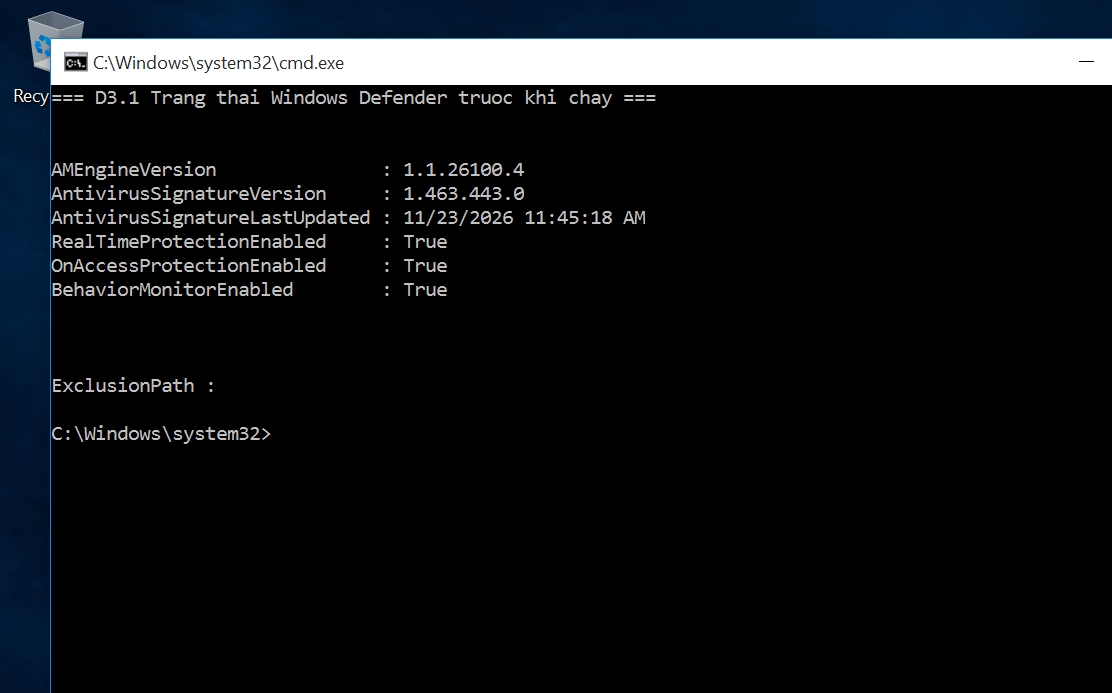 C:\Windows\system32\cmd.exe
Recy
=== D3.1 Trang thai Windows Defender truoc khi chay ===
AMEngineVersion : 1.1.26100.4
AntivirusSignatureVersion : 1.463.443.0
AntivirusSignatureLastUpdated : 11/23/2026 11:45:18 AM
RealTimeProtectionEnabled : True
OnAccessProtectionEnabled : True
BehaviorMonitorEnabled : True
ExclusionPath :
C:\Windows\system32>